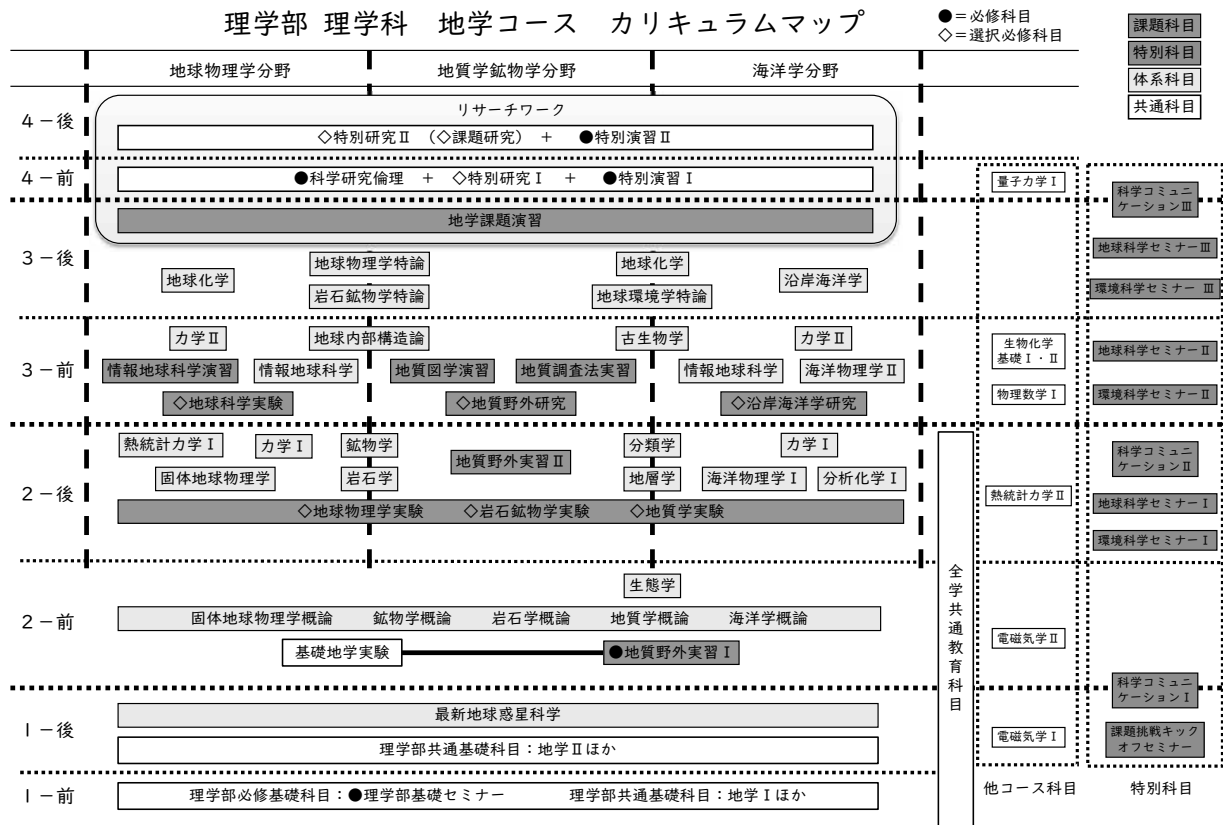 理学部 理学科　地学コース　カリキュラムマップ
●＝必修科目
◇＝選択必修科目
課題科目
特別科目
体系科目
共通科目
地球物理学分野
地質学鉱物学分野
海洋学分野
4－後
リサーチワーク
◇特別研究Ⅱ （◇課題研究） ＋ ●特別演習Ⅱ
4－前
●科学研究倫理 ＋ ◇特別研究Ⅰ ＋ ●特別演習Ⅰ
量子力学Ⅰ
科学コミュニ
ケーションⅢ
地学課題演習
3－後
地球化学
地球物理学特論
岩石鉱物学特論
地球化学
地球環境学特論
沿岸海洋学
地球科学セミナーⅢ
環境科学セミナー Ⅲ
3－前
力学Ⅱ
地球内部構造論
古生物学
力学Ⅱ
情報地球科学演習
情報地球科学
地質図学演習
地質調査法実習
情報地球科学
海洋物理学Ⅱ
◇地球科学実験
◇地質野外研究
◇沿岸海洋学研究
生物化学
基礎Ⅰ・Ⅱ
物理数学Ⅰ
地球科学セミナーⅡ
環境科学セミナーⅡ
2－後
熱統計力学Ⅰ
力学Ⅰ
鉱物学
地質野外実習Ⅱ
分類学
力学Ⅰ
固体地球物理学
岩石学
地層学
海洋物理学Ⅰ
分析化学Ⅰ
◇地球物理学実験 ◇岩石鉱物学実験 ◇地質学実験
熱統計力学Ⅱ
科学コミュニ
ケーションⅡ
地球科学セミナーⅠ
環境科学セミナーⅠ
全学共通教育科目
2－前
生態学
固体地球物理学概論 鉱物学概論 岩石学概論 地質学概論 海洋学概論
基礎地学実験
●地質野外実習Ⅰ
電磁気学Ⅱ
科学コミュニ
ケーションⅠ
1－後
最新地球惑星科学
理学部共通基礎科目：地学Ⅱほか
電磁気学Ⅰ
課題挑戦キック
オフセミナー
1－前
理学部必修基礎科目：●理学部基礎セミナー 理学部共通基礎科目：地学Ⅰほか
他コース科目
特別科目